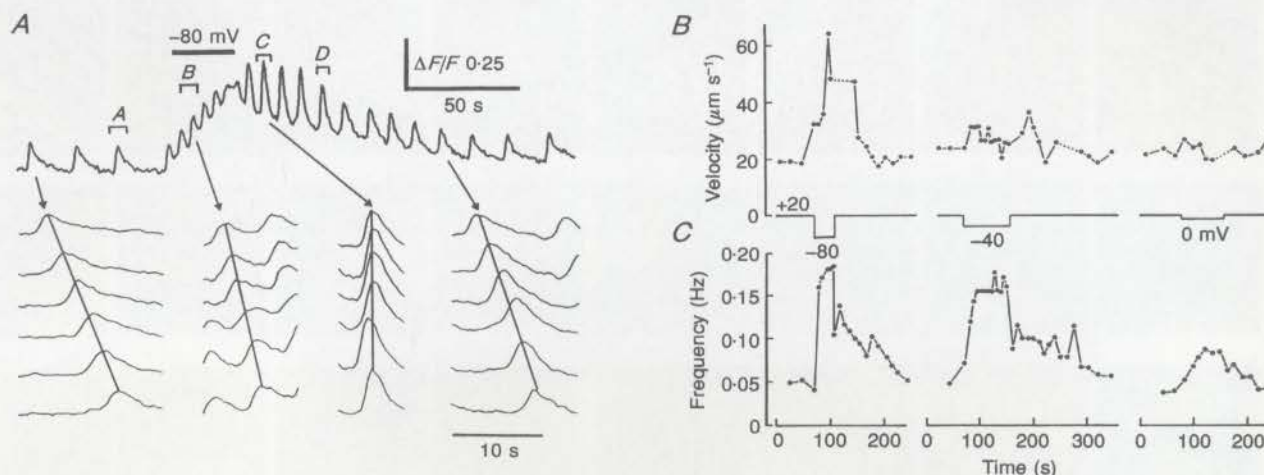 A
−80 mV
A
B
C
D
ΔF/F 0·25
50 s
10 s
B
Velocity (μm s⁻¹)
60
40
20
0
+20
−80
−40
0 mV
C
Frequency (Hz)
0·20
0·15
0·10
0·05
0
0 100 200
0 100 200 300
0 100 200
Time (s)